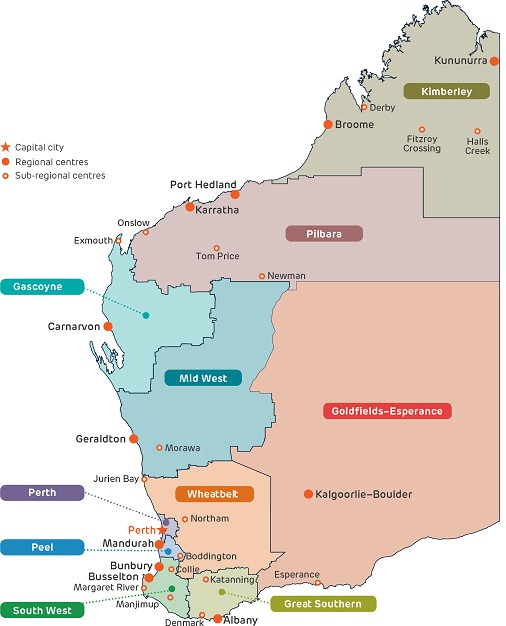 Kununurra
Kimberley
Derby
Broome
Fitzroy
Crossing
Halls
Creek
Capital city
Regional centres
Sub-regional centres
Port Hedland
Karratha
Onslow
Exmouth
Pilbara
Tom Price
Newman
Gascoyne
Carnarvon
Mid West
Goldfields–Esperance
Geraldton
Morawa
Jurien Bay
Perth
Wheatbelt
Kalgoorlie–Boulder
Northam
Perth
Mandurah
Peel
Boddington
Bunbury
Collie
Busselton
Katanning
Esperance
Margaret River
Manjimup
South West
Great Southern
Denmark
Albany